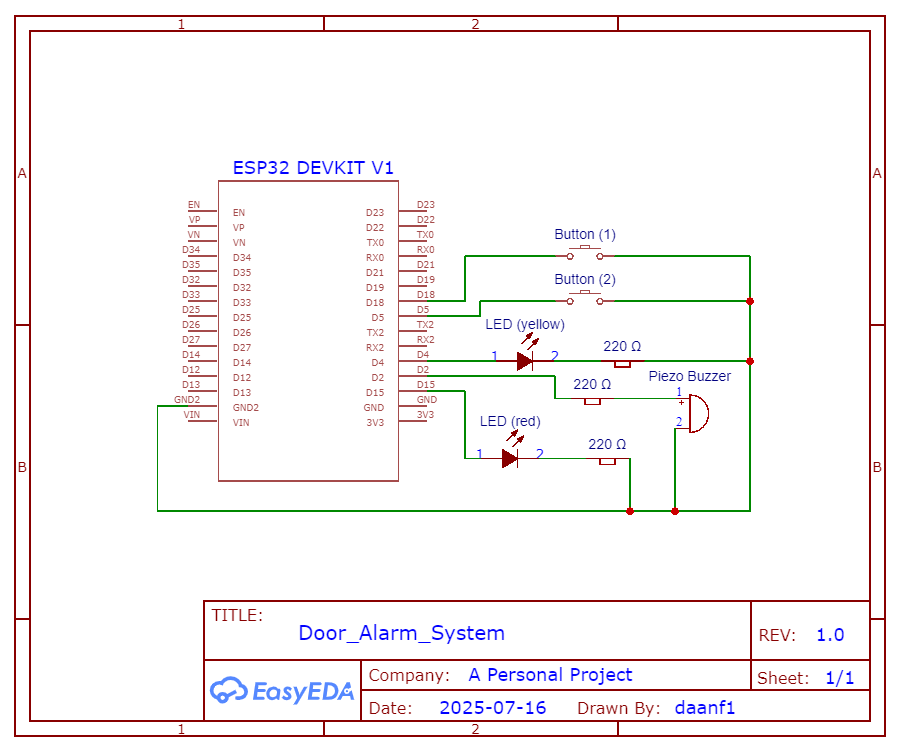 1 2
A A
ESP32 DEVKIT V1
EN EN D23 D23
VP VP D22 D22
VN VN TX0 TX0
D34 D34 RX0 RX0
D35 D35 D21 D21
D32 D32 D19 D19
D33 D33 D18 D18
D25 D25 D5 D5
D26 D26 TX2 TX2
D27 D27 RX2 RX2
D14 D14 D4 D4
D12 D12 D2 D2
D13 D13 D15 D15
GND2 GND2 GND GND
VIN VIN 3V3 3V3
Button (1)
Button (2)
LED (yellow)
1 2
220 Ω
220 Ω
Piezo Buzzer
1
+
2
LED (red)
1 2
220 Ω
B B
TITLE:
Door_Alarm_System
REV: 1.0
EasyEDA
Company: A Personal Project
Sheet: 1/1
Date: 2025-07-16 Drawn By: daanf1
1 2